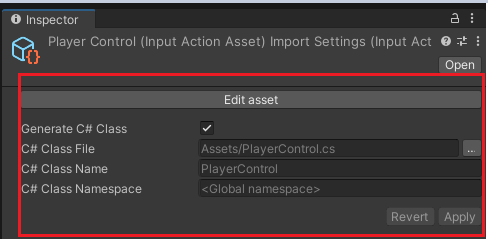 Inspector
Player Control (Input Action Asset) Import Settings (Input Act
Open
Edit asset
Generate C# Class
C# Class File Assets/PlayerControl.cs ...
C# Class Name PlayerControl
C# Class Namespace <Global namespace>
Revert Apply